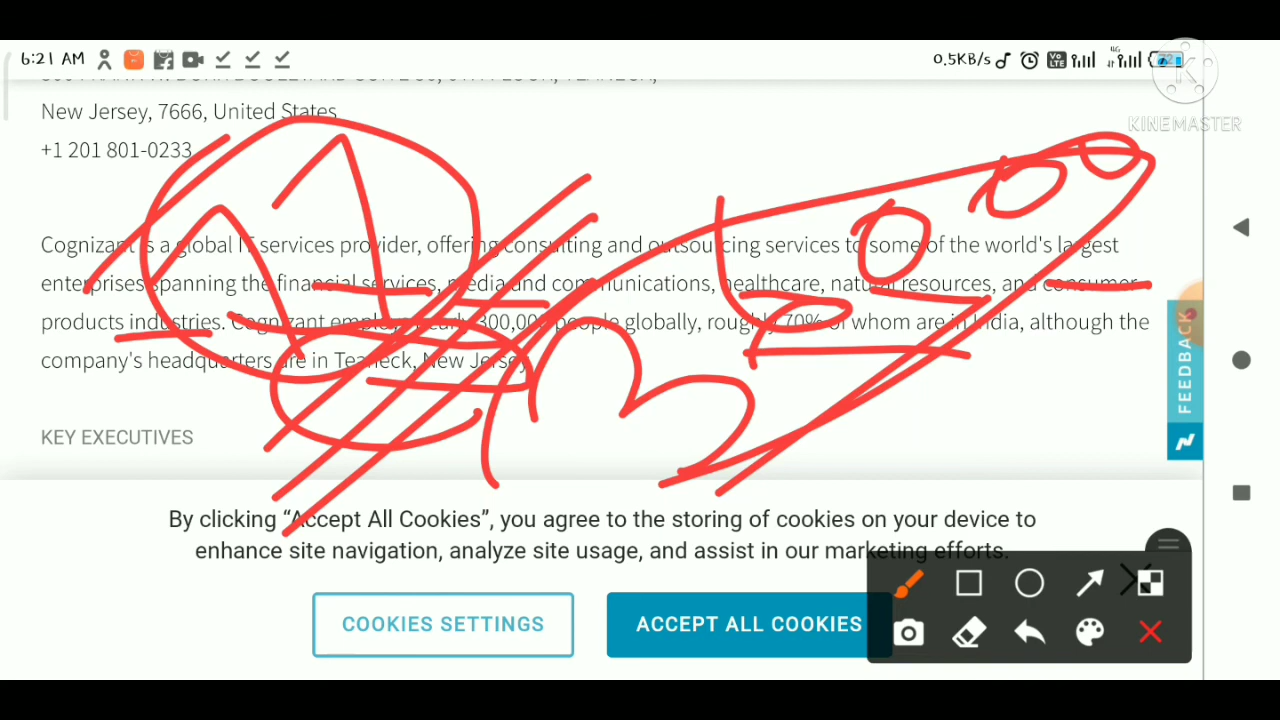 6:21 AM
0.5KB/s
Vo LTE
4G
72
KINEMASTER
New Jersey, 7666, United States
+1 201 801-0233
Cognizant is a global IT services provider, offering consulting and outsourcing services to some of the world's largest
enterprises spanning the financial services, media and communications, healthcare, natural resources, and consumer
products industries. Cognizant employs nearly 300,000 people globally, roughly 70% of whom are in India, although the
company's headquarters are in Teaneck, New Jersey.
FEEDBACK
KEY EXECUTIVES
By clicking “Accept All Cookies”, you agree to the storing of cookies on your device to
enhance site navigation, analyze site usage, and assist in our marketing efforts.
COOKIES SETTINGS
ACCEPT ALL COOKIES